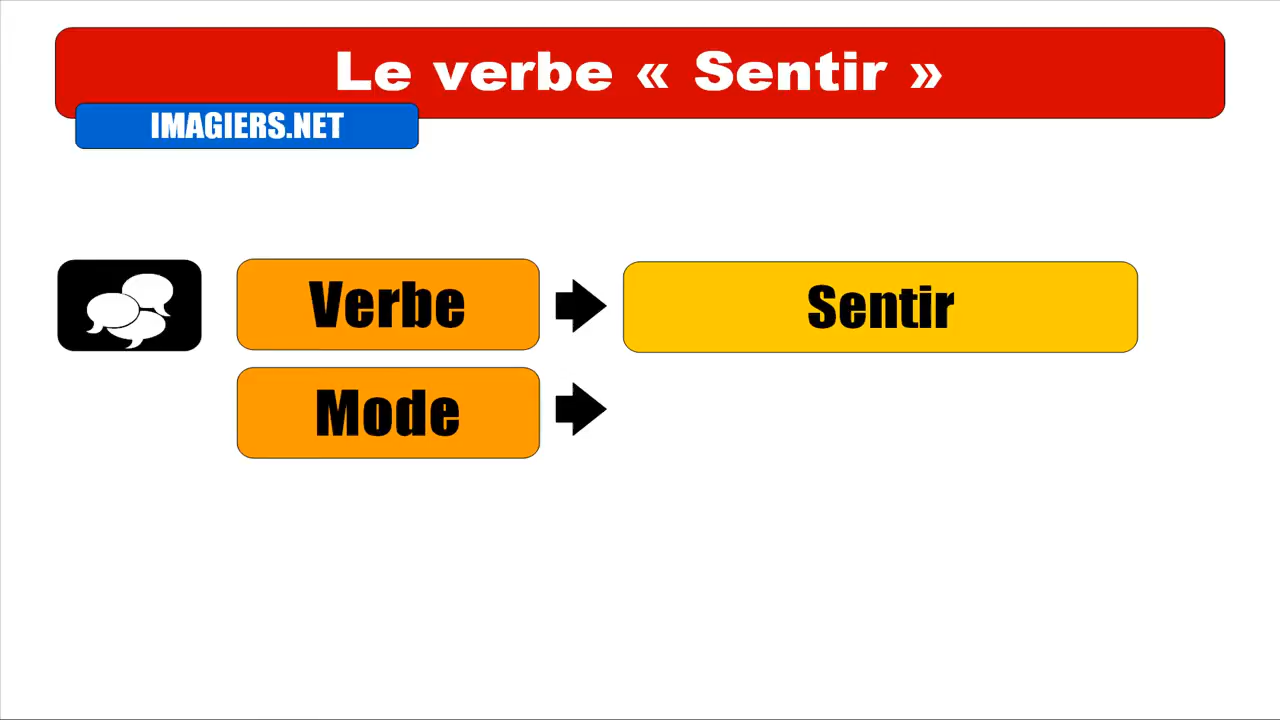 Le verbe « Sentir »
IMAGIERS.NET
Verbe
Sentir
Mode